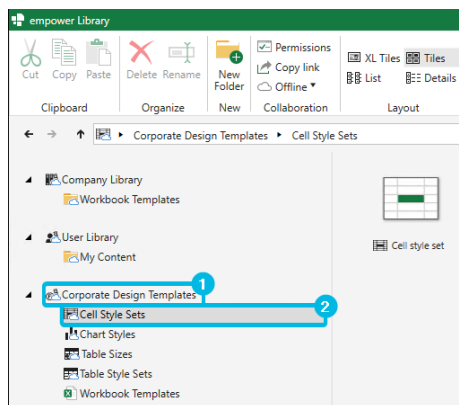 empower Library
Permissions
Copy link
Offline
XL Tiles Tiles
List Details
Cut Copy Paste Delete Rename New Folder
Clipboard Organize New Collaboration Layout
Corporate Design Templates Cell Style Sets
Company Library
Workbook Templates
User Library
My Content
Cell style set
1
Corporate Design Templates
2
Cell Style Sets
Chart Styles
Table Sizes
Table Style Sets
Workbook Templates